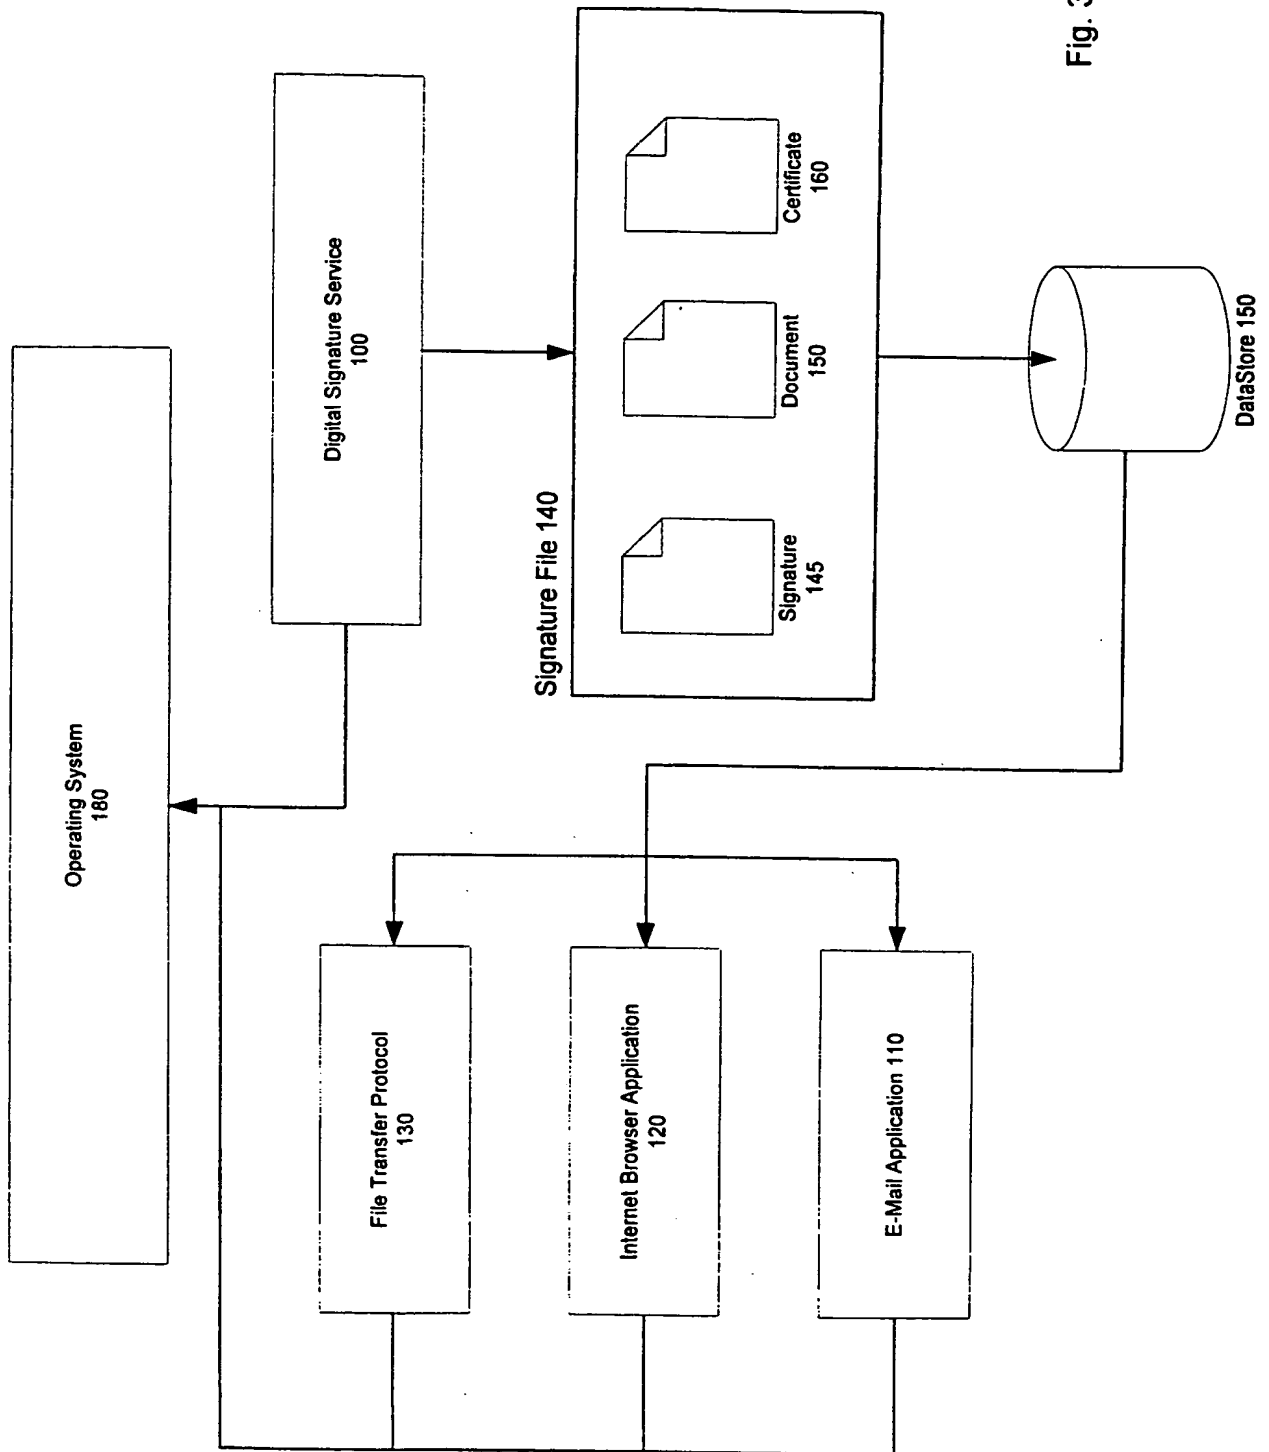 Operating System
180
Digital Signature Service
100
Signature File 140
Signature
145
Document
150
Certificate
160
File Transfer Protocol
130
Internet Browser Application
120
E-Mail Application 110
DataStore 150
Fig. 3